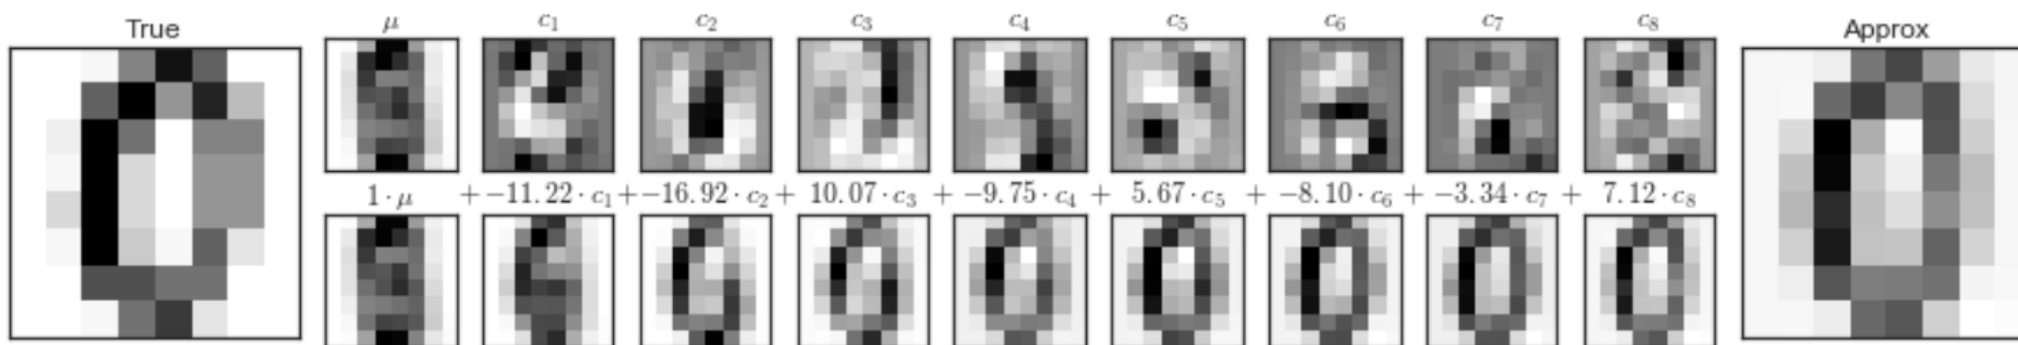 True
μ c₁ c₂ c₃ c₄ c₅ c₆ c₇ c₈
Approx
1 · μ + −11.22 · c₁ + −16.92 · c₂ + 10.07 · c₃ + −9.75 · c₄ + 5.67 · c₅ + −8.10 · c₆ + −3.34 · c₇ + 7.12 · c₈